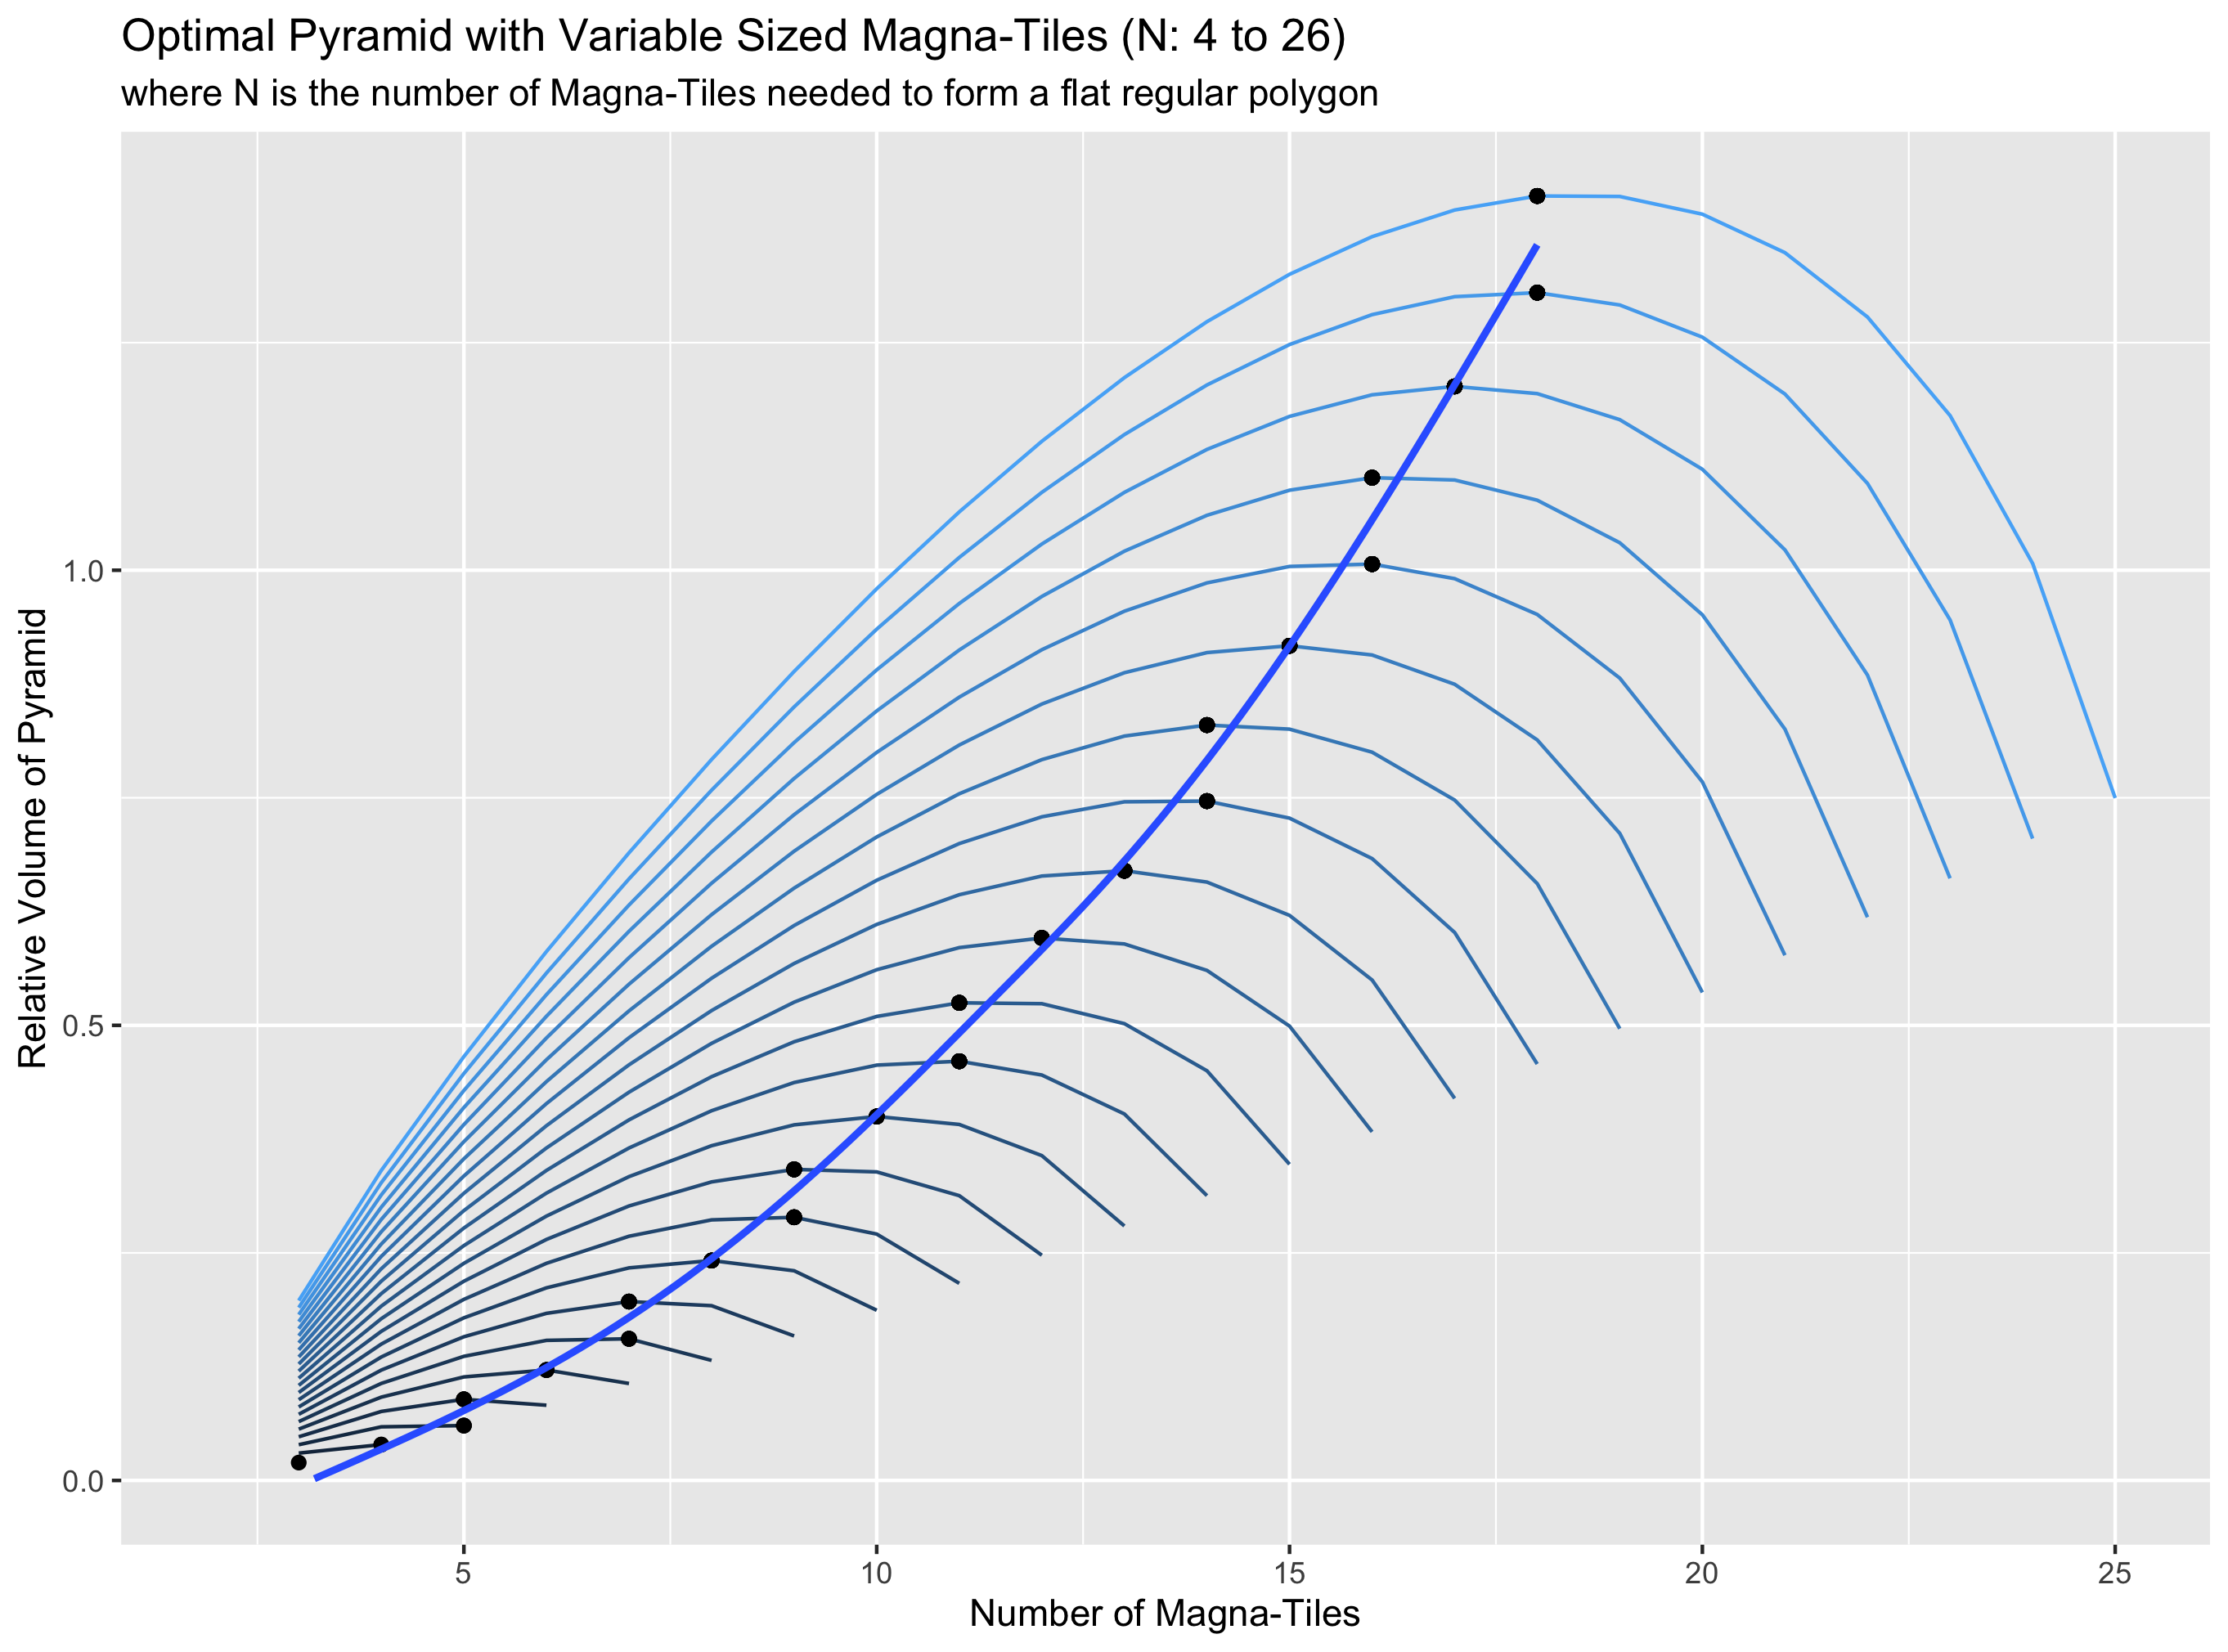 Optimal Pyramid with Variable Sized Magna-Tiles (N: 4 to 26)
where N is the number of Magna-Tiles needed to form a flat regular polygon
1.0
0.5
0.0
Relative Volume of Pyramid
5 10 15 20 25
Number of Magna-Tiles